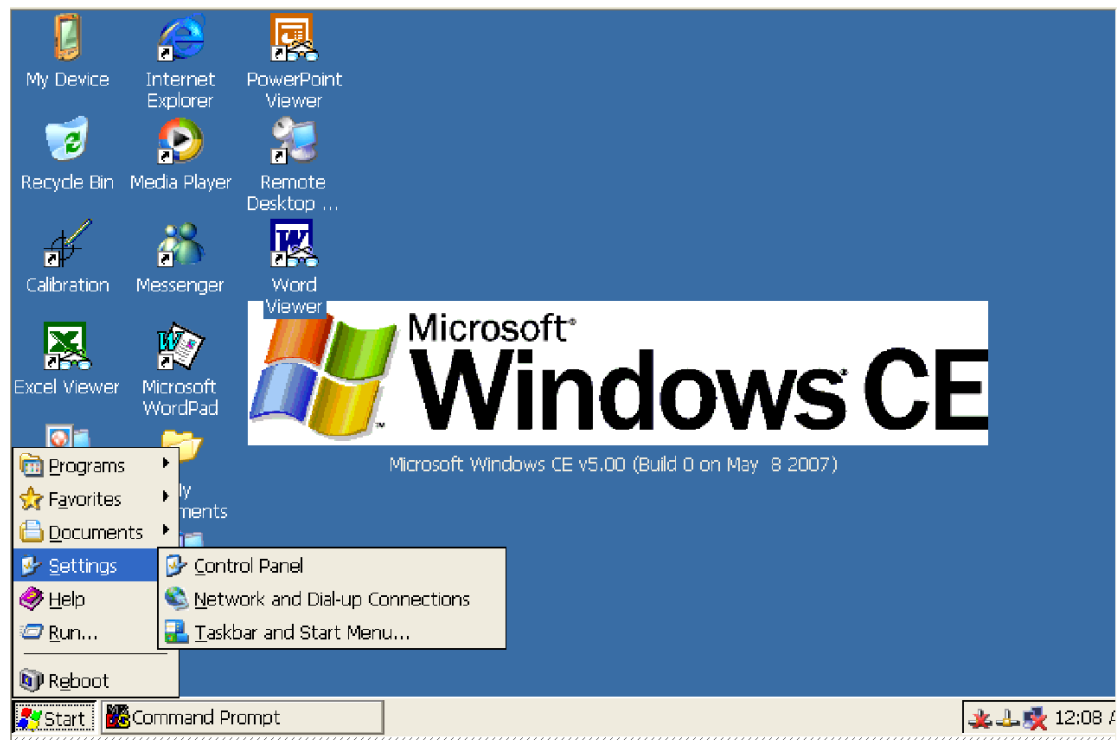 My Device
Internet
Explorer
PowerPoint
Viewer
Recycle Bin
Media Player
Remote
Desktop ...
Calibration
Messenger
Word
Viewer
Excel Viewer
Microsoft
WordPad
Microsoft
Windows CE
Microsoft Windows CE v5.00 (Build 0 on May 8 2007)
Programs
Favorites
Documents
Settings
Help
Run...
Reboot
Control Panel
Network and Dial-up Connections
Taskbar and Start Menu...
Start
Command Prompt
12:08